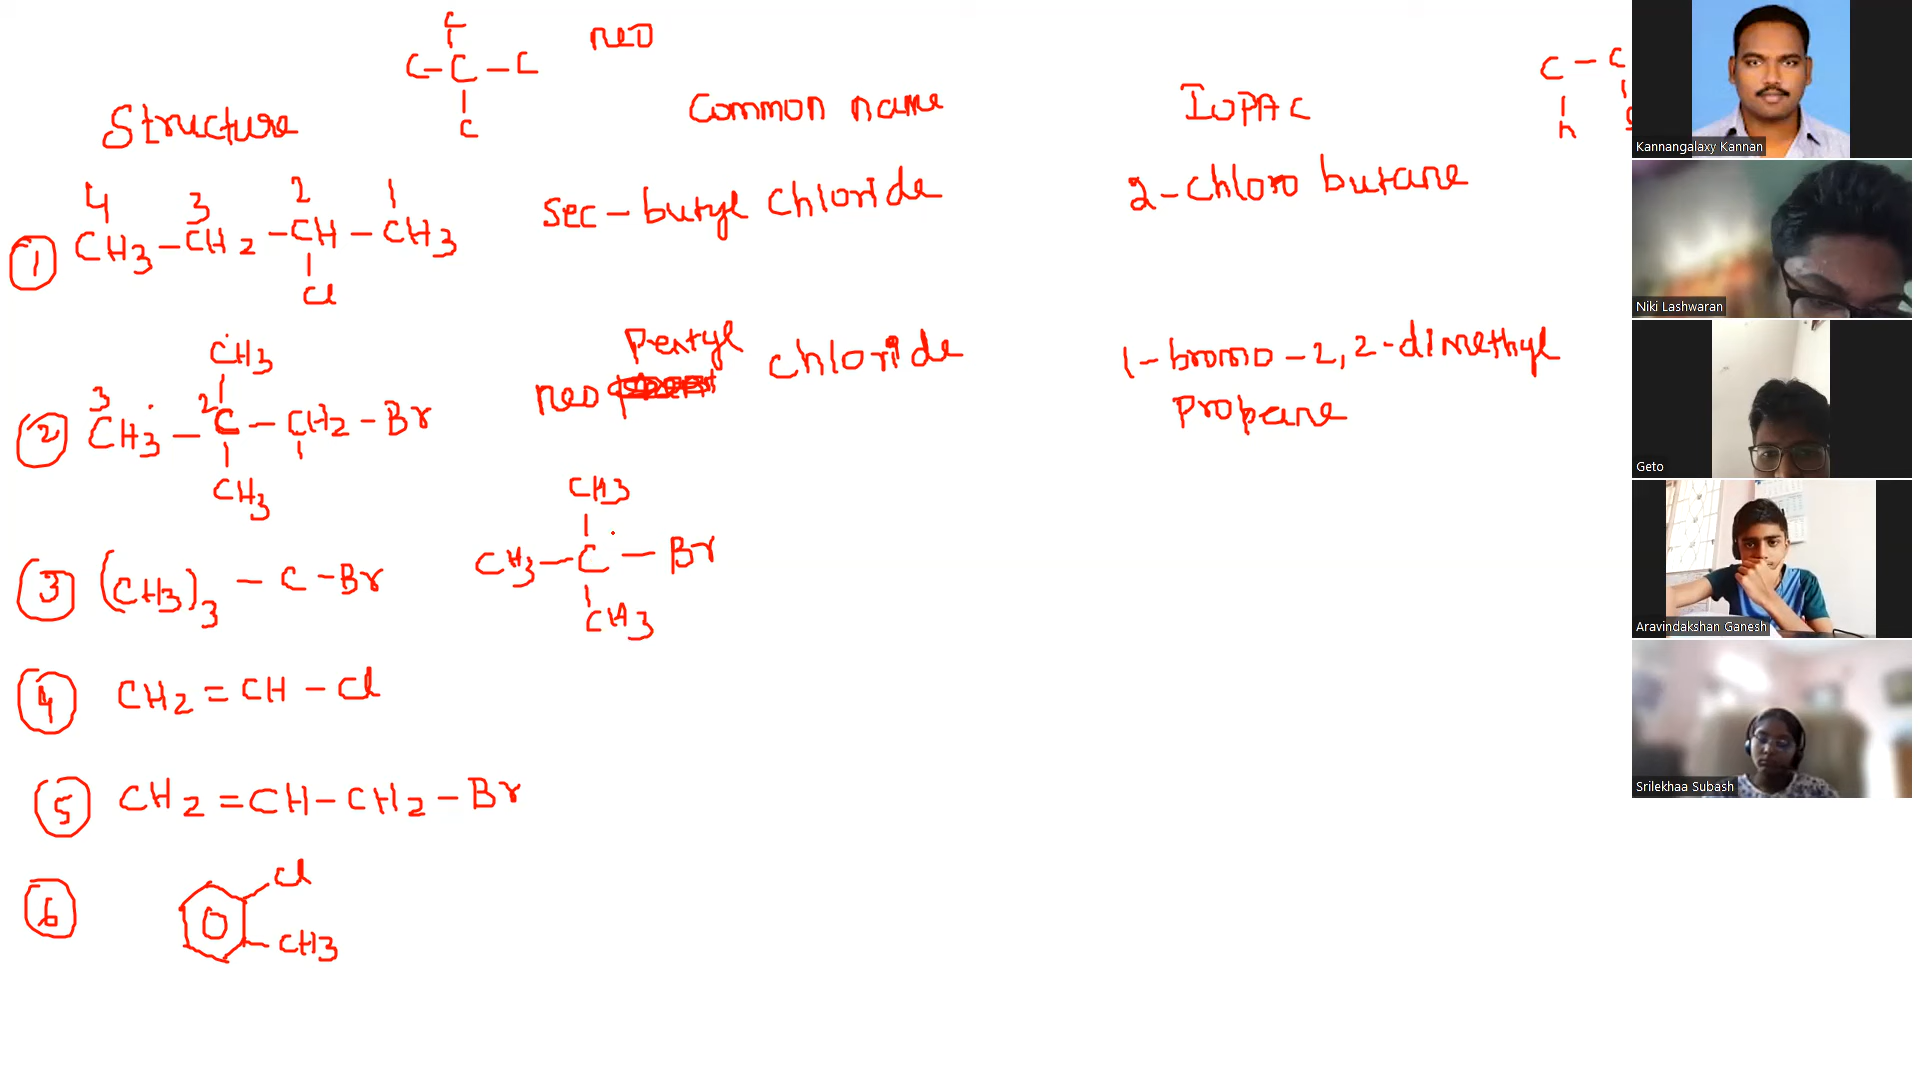 C
C - C - C
C
neo
Structure
Common name
IUPAC
C - C
h
4 3 2 1
① CH3 - CH2 - CH - CH3
Cl
sec - butyl chloride
2 - chloro butane
CH3
3 2
② CH3 - C - CH2 - Br
CH3
neo pentyl chloride
1 - bromo - 2, 2 - dimethyl
propane
③ (CH3)3 - C - Br
CH3
CH3 - C - Br
CH3
④ CH2 = CH - Cl
⑤ CH2 = CH - CH2 - Br
⑥
Cl
CH3
Kannangalaxy Kannan
Niki Lashwaran
Geto
Aravindakshan Ganesh
Srilekhaa Subash